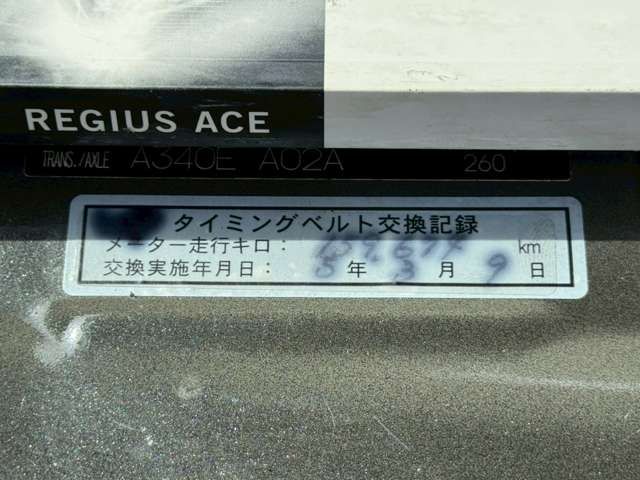 REGIUS ACE
TRANS./AXLE A340E A02A 260
タイミングベルト交換記録
メーター走行キロ: km
交換実施年月日: 5 年 3 月 9 日